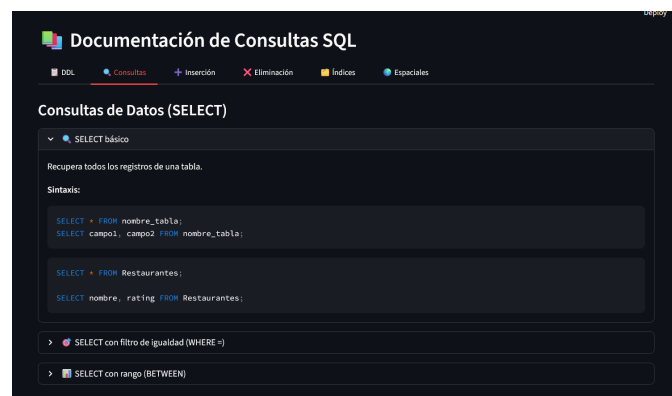 Deploy
Documentación de Consultas SQL
DDL
Consultas
Inserción
Eliminación
Índices
Espaciales
Consultas de Datos (SELECT)
SELECT básico
Recupera todos los registros de una tabla.
Sintaxis:
SELECT * FROM nombre_tabla;
SELECT campo1, campo2 FROM nombre_tabla;
SELECT * FROM Restaurantes;
SELECT nombre, rating FROM Restaurantes;
SELECT con filtro de igualdad (WHERE =)
SELECT con rango (BETWEEN)